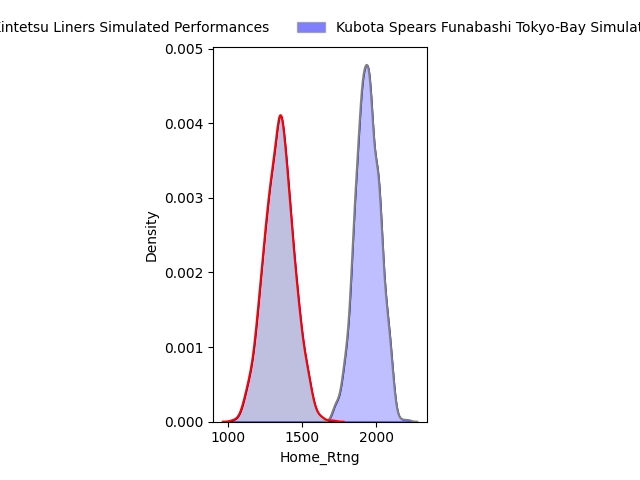 Kintetsu Liners Simulated Performances
Kubota Spears Funabashi Tokyo-Bay Simulat
0.005
0.004
0.003
0.002
0.001
0.000
Density
1000 1500 2000
Home_Rtng